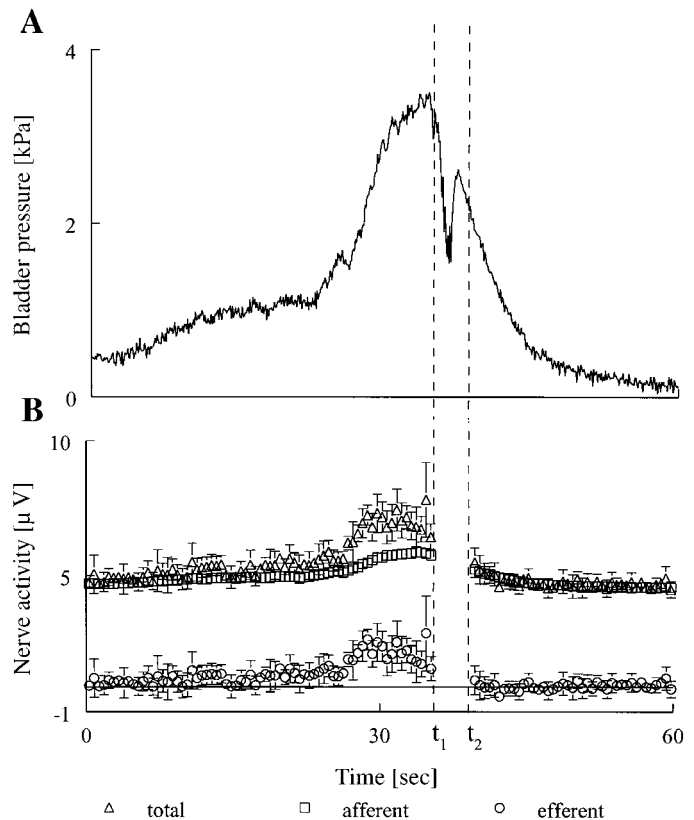 A
4
2
0
Bladder pressure [kPa]
B
10
5
-1
Nerve activity [µ V]
0
30
t1
t2
60
Time [sec]
total
afferent
efferent